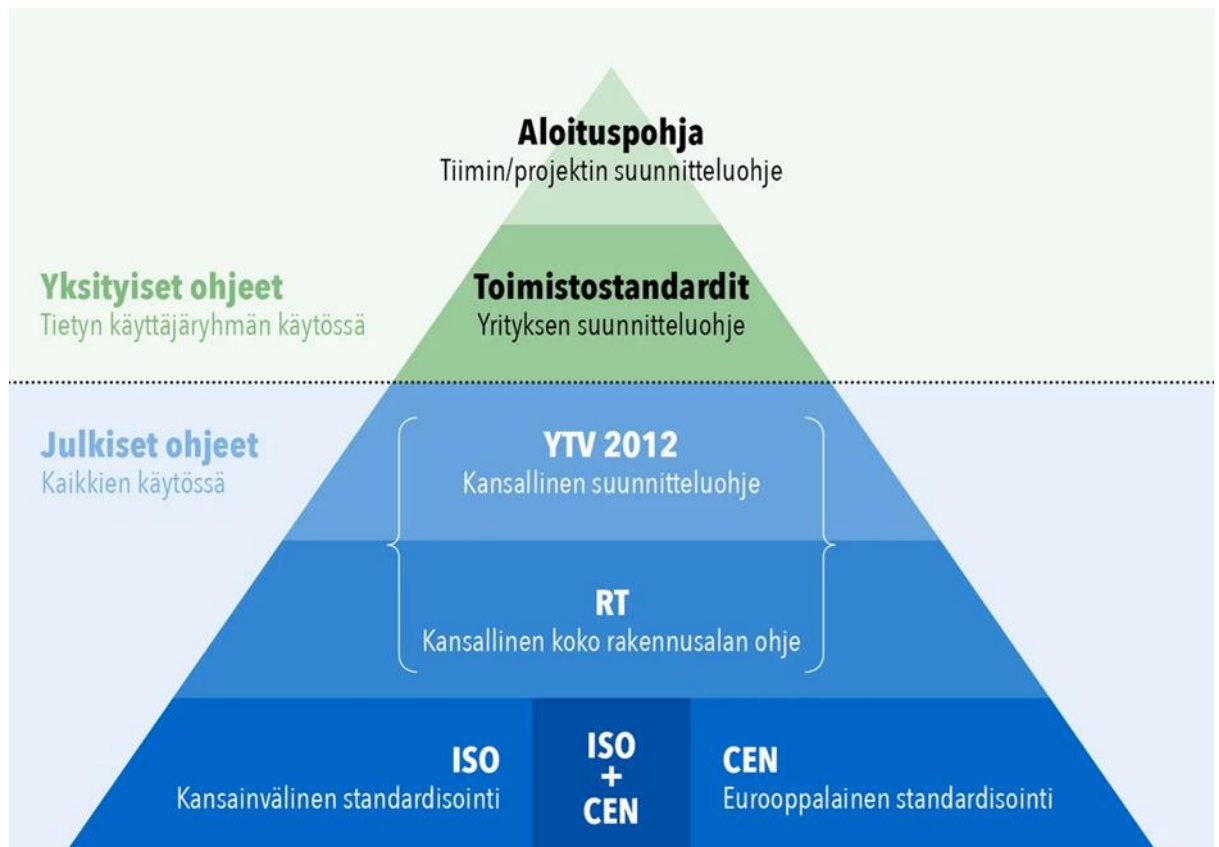 Aloituspohja
Tiimin/projektin suunnitteluohje
Yksityiset ohjeet
Tietyn käyttäjäryhmän käytössä
Toimistostandardit
Yrityksen suunnitteluohje
Julkiset ohjeet
Kaikkien käytössä
YTV 2012
Kansallinen suunnitteluohje
RT
Kansallinen koko rakennusalan ohje
ISO
Kansainvälinen standardisointi
ISO
+
CEN
CEN
Eurooppalainen standardisointi